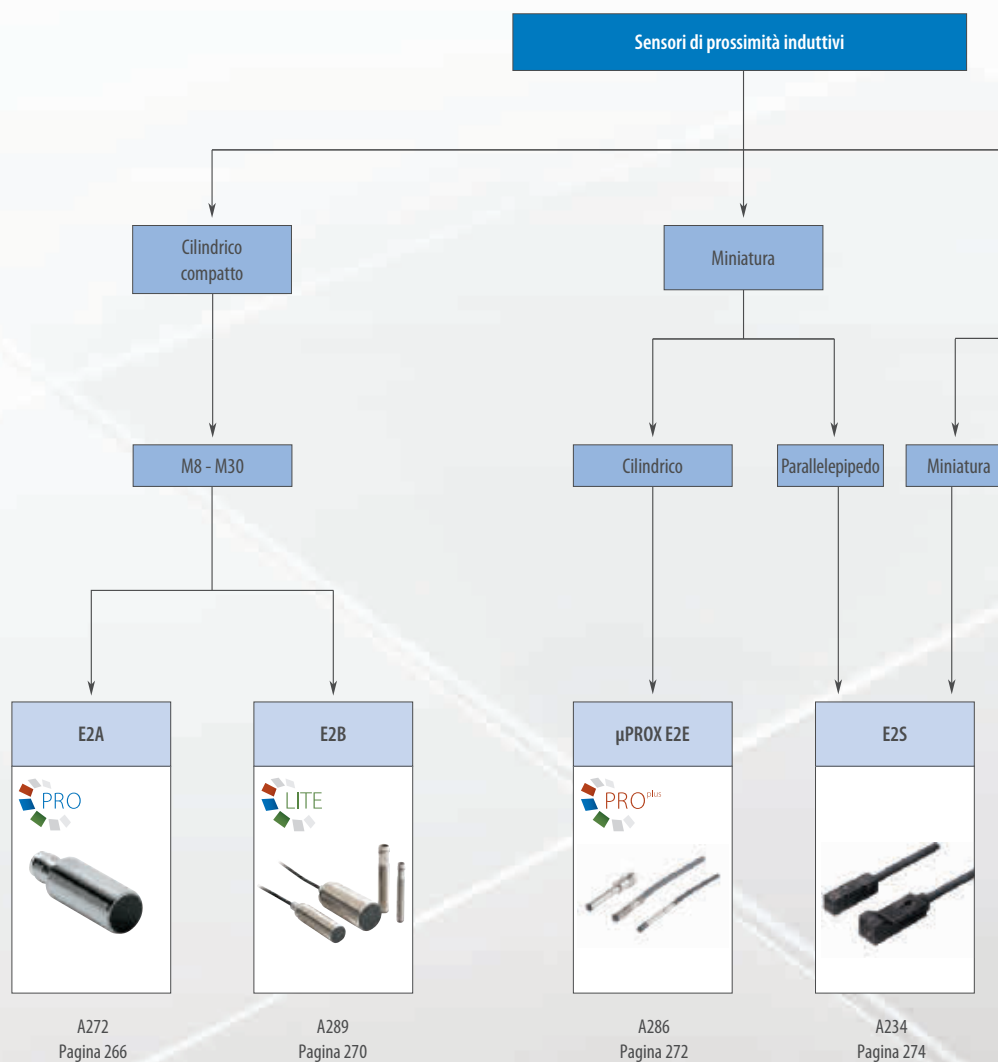 Sensori di prossimità induttivi
Cilindrico
compatto
Miniatura
M8 - M30
Cilindrico
Parallelepipedo
Miniatura
E2A
E2B
µPROX E2E
E2S
PRO
LITE
PROplus
A272
Pagina 266
A289
Pagina 270
A286
Pagina 272
A234
Pagina 274